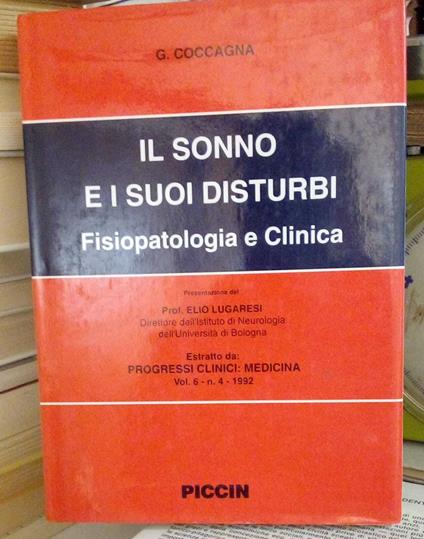 G. COCCAGNA
IL SONNO
E I SUOI DISTURBI
Fisiopatologia e Clinica
Presentazione del
Prof. ELIO LUGARESI
Direttore dell'Istituto di Neurologia
dell'Università di Bologna
Estratto da:
PROGRESSI CLINICI: MEDICINA
Vol. 6 - n. 4 - 1992
PICCIN